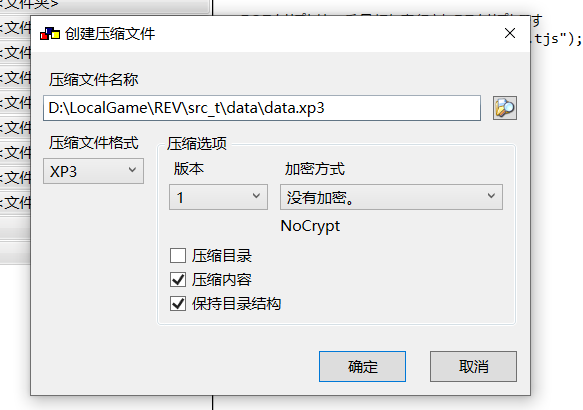 <文件夹>
.tjs");
<文件
<文件
<文件
<文件
<文件
<文件
<文件
<文件
创建压缩文件
压缩文件名称
D:\LocalGame\REV\src_t\data\data.xp3
压缩文件格式
XP3
压缩选项
版本
加密方式
1
没有加密。
NoCrypt
压缩目录
压缩内容
保持目录结构
确定
取消